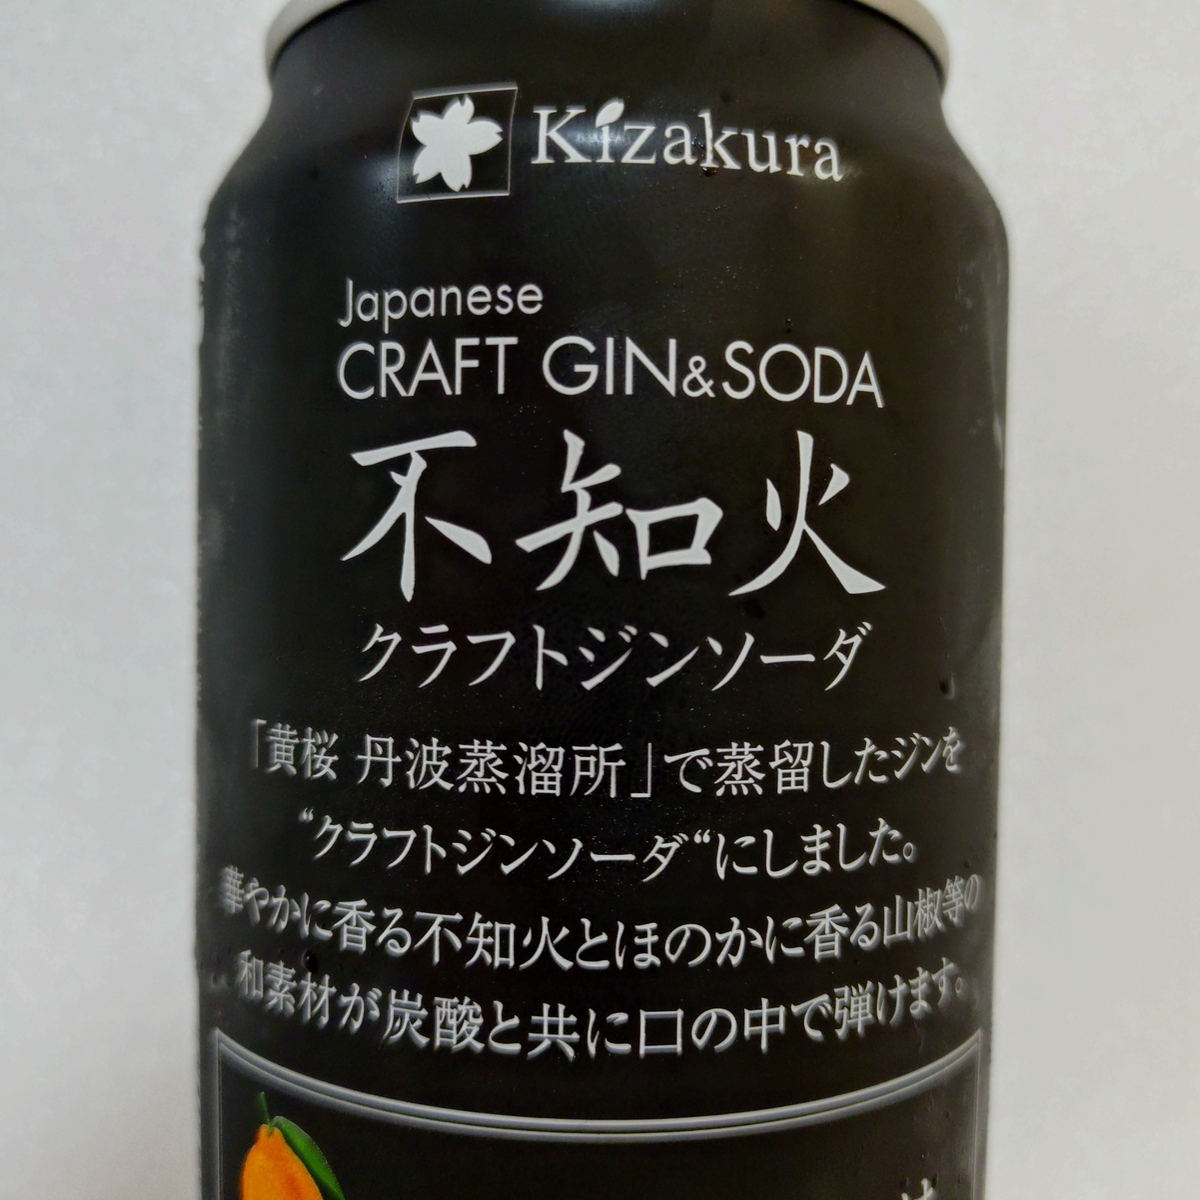 Kizakura
Japanese
CRAFT GIN&SODA
不知火
クラフトジンソーダ
「黄桜 丹波蒸溜所」で蒸留したジンを
“クラフトジンソーダ“にしました。
華やかに香る不知火とほのかに香る山椒等の
和素材が炭酸と共に口の中で弾けます。